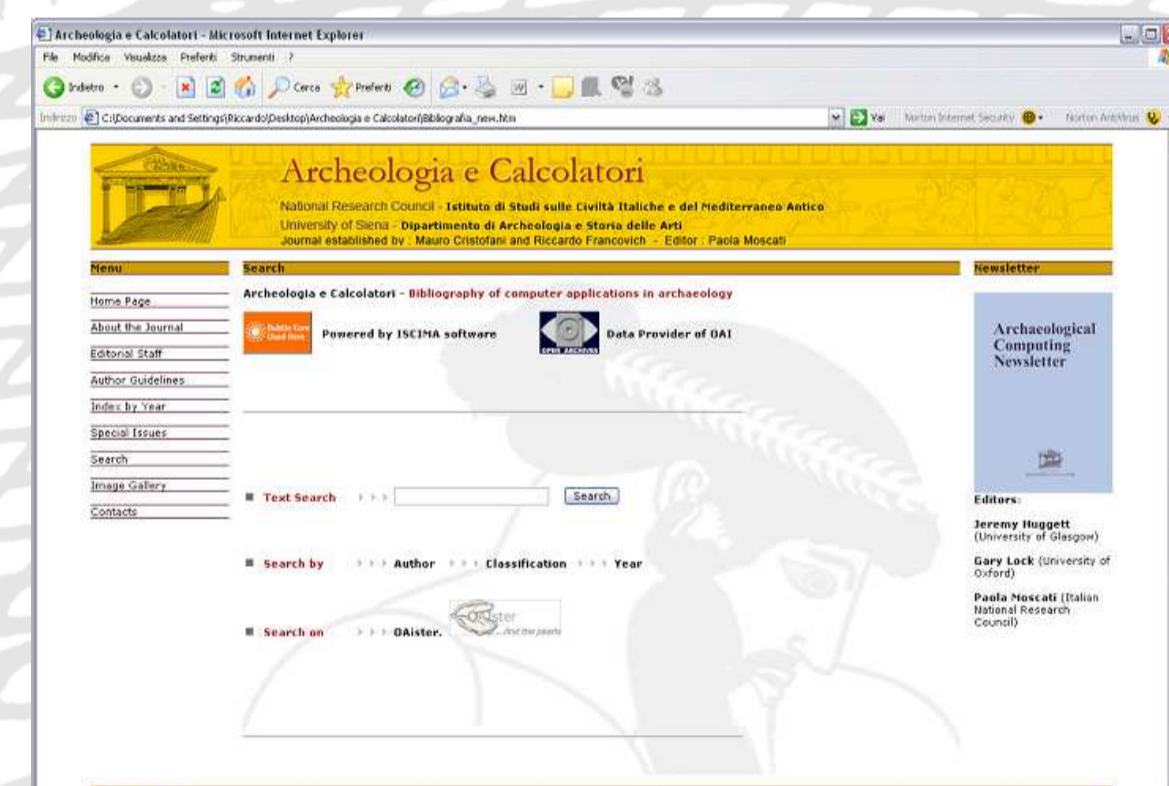 Archeologia e Calcolatori - Microsoft Internet Explorer
File Modifica Visualizza Preferiti Strumenti ?
Indietro Cerca Preferiti
Indirizzo C:\Documents and Settings\Riccardo\Desktop\Archeologia e Calcolatori\Bibliografia_new.htm Vai Norton Internet Security Norton AntiVirus
Archeologia e Calcolatori
National Research Council - Istituto di Studi sulle Civiltà Italiche e del Mediterraneo Antico
University of Siena - Dipartimento di Archeologia e Storia delle Arti
Journal established by : Mauro Cristofani and Riccardo Francovich - Editor : Paola Moscati
Menu
Home Page
About the Journal
Editorial Staff
Author Guidelines
Index by Year
Special Issues
Search
Image Gallery
Contacts
Search
Archeologia e Calcolatori - Bibliography of computer applications in archaeology
Dublin Core
Used Here
Powered by ISCIMA software
OPEN ARCHIVES
Data Provider of OAI
Text Search Search
Search by Author Classification Year
Search on OAister.
OAIster
...find the pearls
Newsletter
Archaeological
Computing
Newsletter
Editors:
Jeremy Huggett
(University of Glasgow)
Gary Lock (University of
Oxford)
Paola Moscati (Italian
National Research
Council)